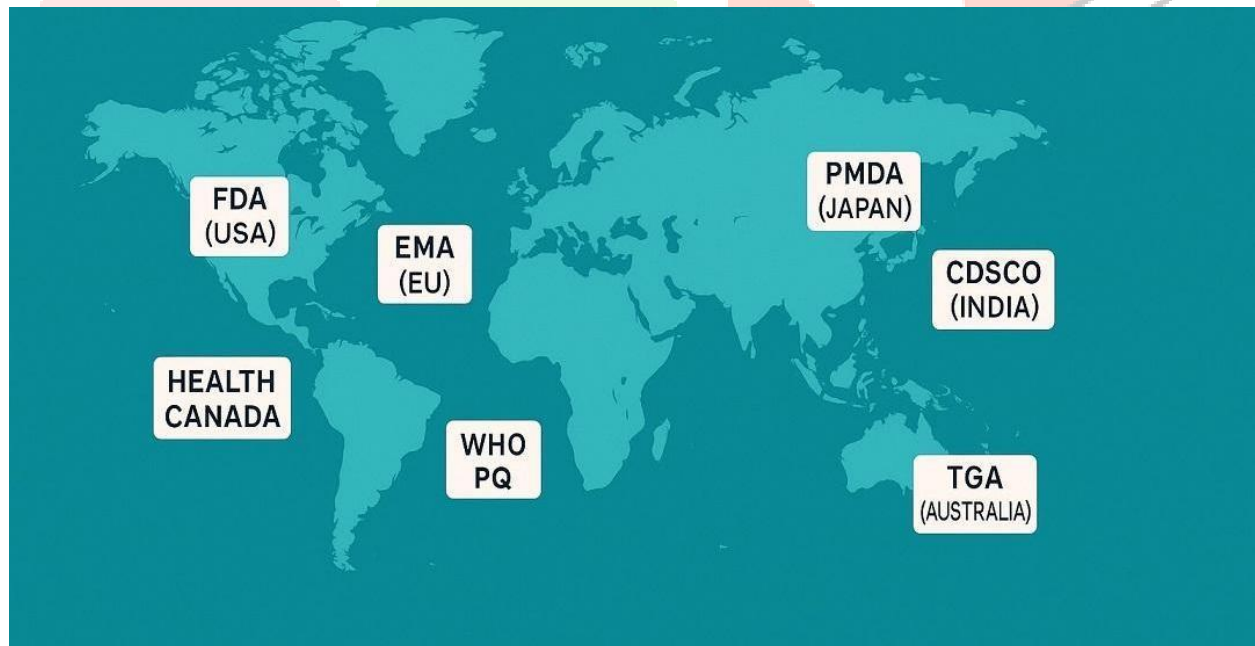 FDA
(USA)
EMA
(EU)
PMDA
(JAPAN)
CDSCO
(INDIA)
HEALTH
CANADA
WHO
PQ
TGA
(AUSTRALIA)